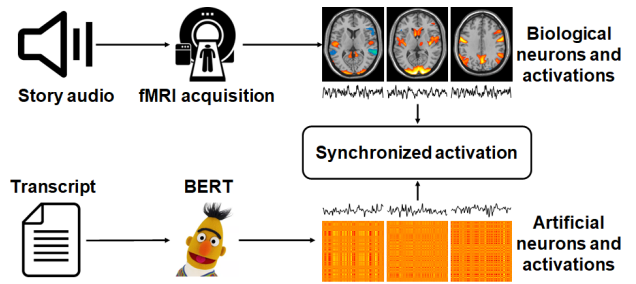 Story audio
fMRI acquisition
Biological
neurons and
activations
Synchronized activation
Transcript
BERT
Artificial
neurons and
activations